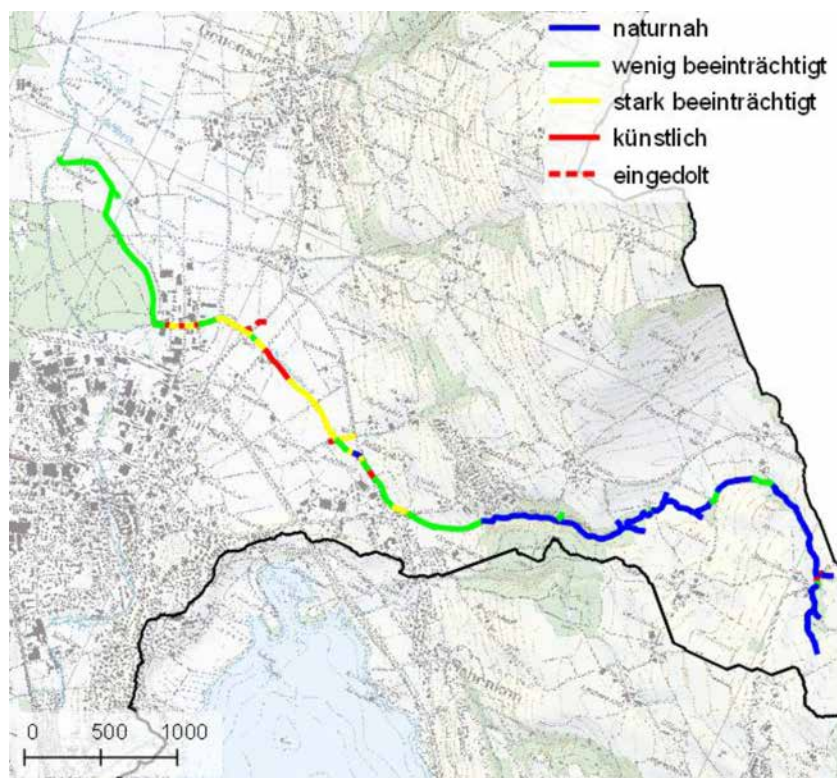 naturnah
wenig beeinträchtigt
stark beeinträchtigt
künstlich
eingedolt
0 500 1000